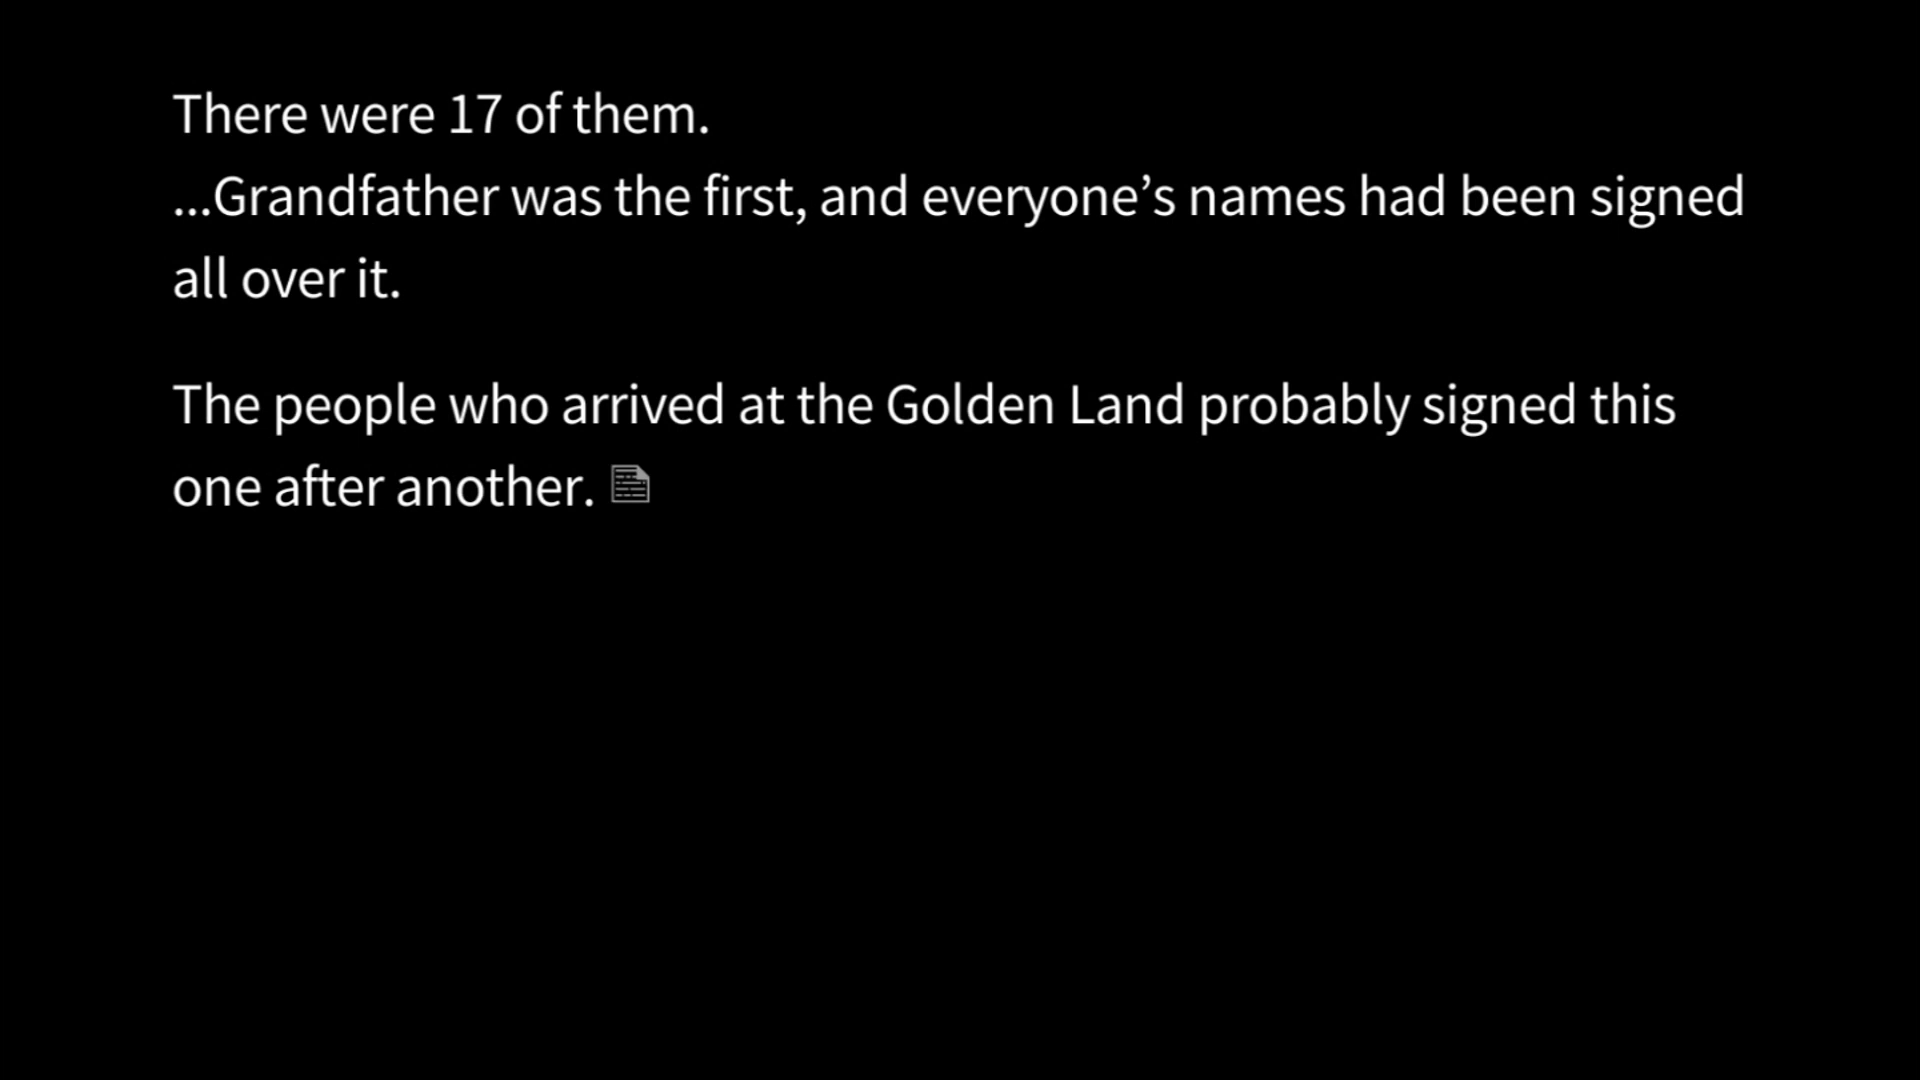 There were 17 of them.
...Grandfather was the first, and everyone’s names had been signed
all over it.
The people who arrived at the Golden Land probably signed this
one after another.